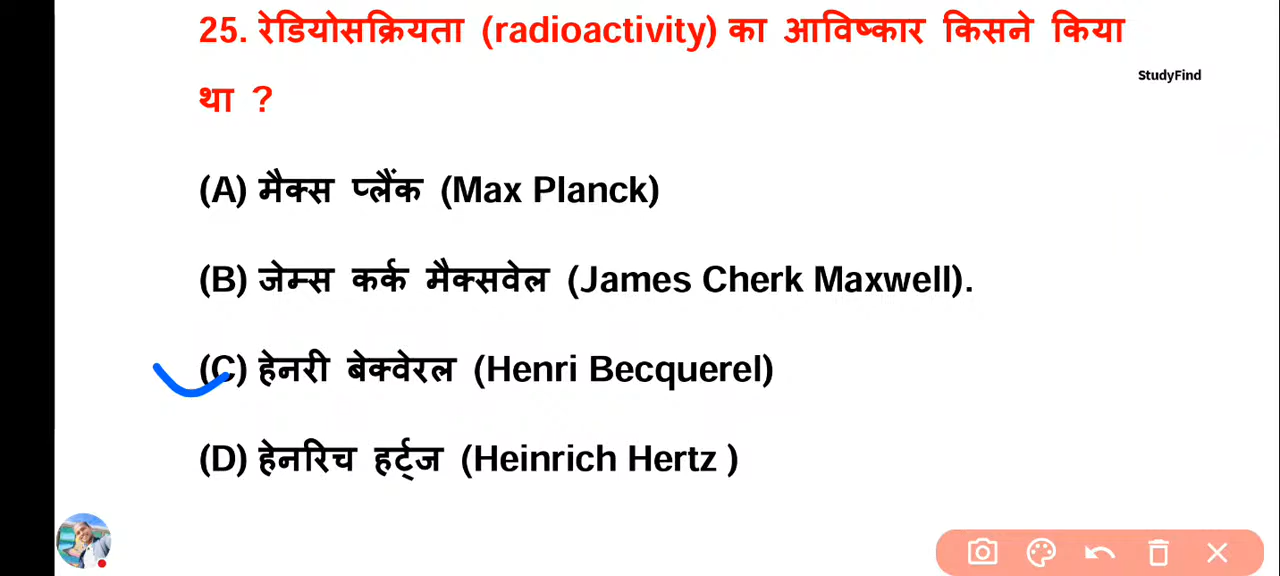 25. रेडियोसक्रियता (radioactivity) का आविष्कार किसने किया
StudyFind
था ?
(A) मैक्स प्लैंक (Max Planck)
(B) जेम्स कर्क मैक्सवेल (James Cherk Maxwell).
(C) हेनरी बेक्वेरल (Henri Becquerel)
(D) हेनरिच हर्ट्ज (Heinrich Hertz )